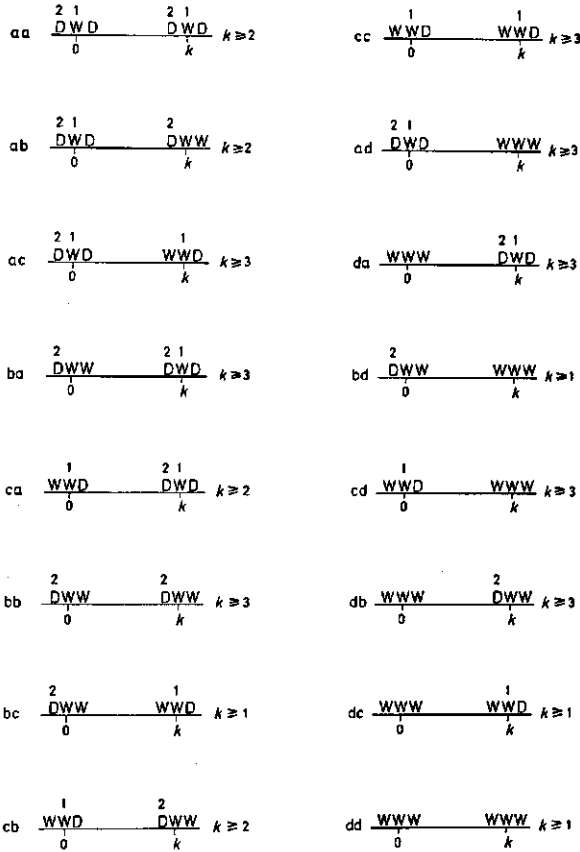 2 1 2 1
aa DWD DWD k≥2
0 k
2 1 2
ab DWD DWW k≥2
0 k
2 1 1
ac DWD WWD k≥3
0 k
2 2 1
ba DWW DWD k≥3
0 k
1 2 1
ca WWD DWD k≥2
0 k
2 2
bb DWW DWW k≥3
0 k
2 1
bc DWW WWD k≥1
0 k
1 2
cb WWD DWW k≥2
0 k
1 1
cc WWD WWD k≥3
0 k
2 1
ad DWD WWW k≥3
0 k
2 1
da WWW DWD k≥3
0 k
2
bd DWW WWW k≥1
0 k
1
cd WWD WWW k≥3
0 k
2
db WWW DWW k≥3
0 k
1
dc WWW WWD k≥1
0 k
dd WWW WWW k≥1
0 k